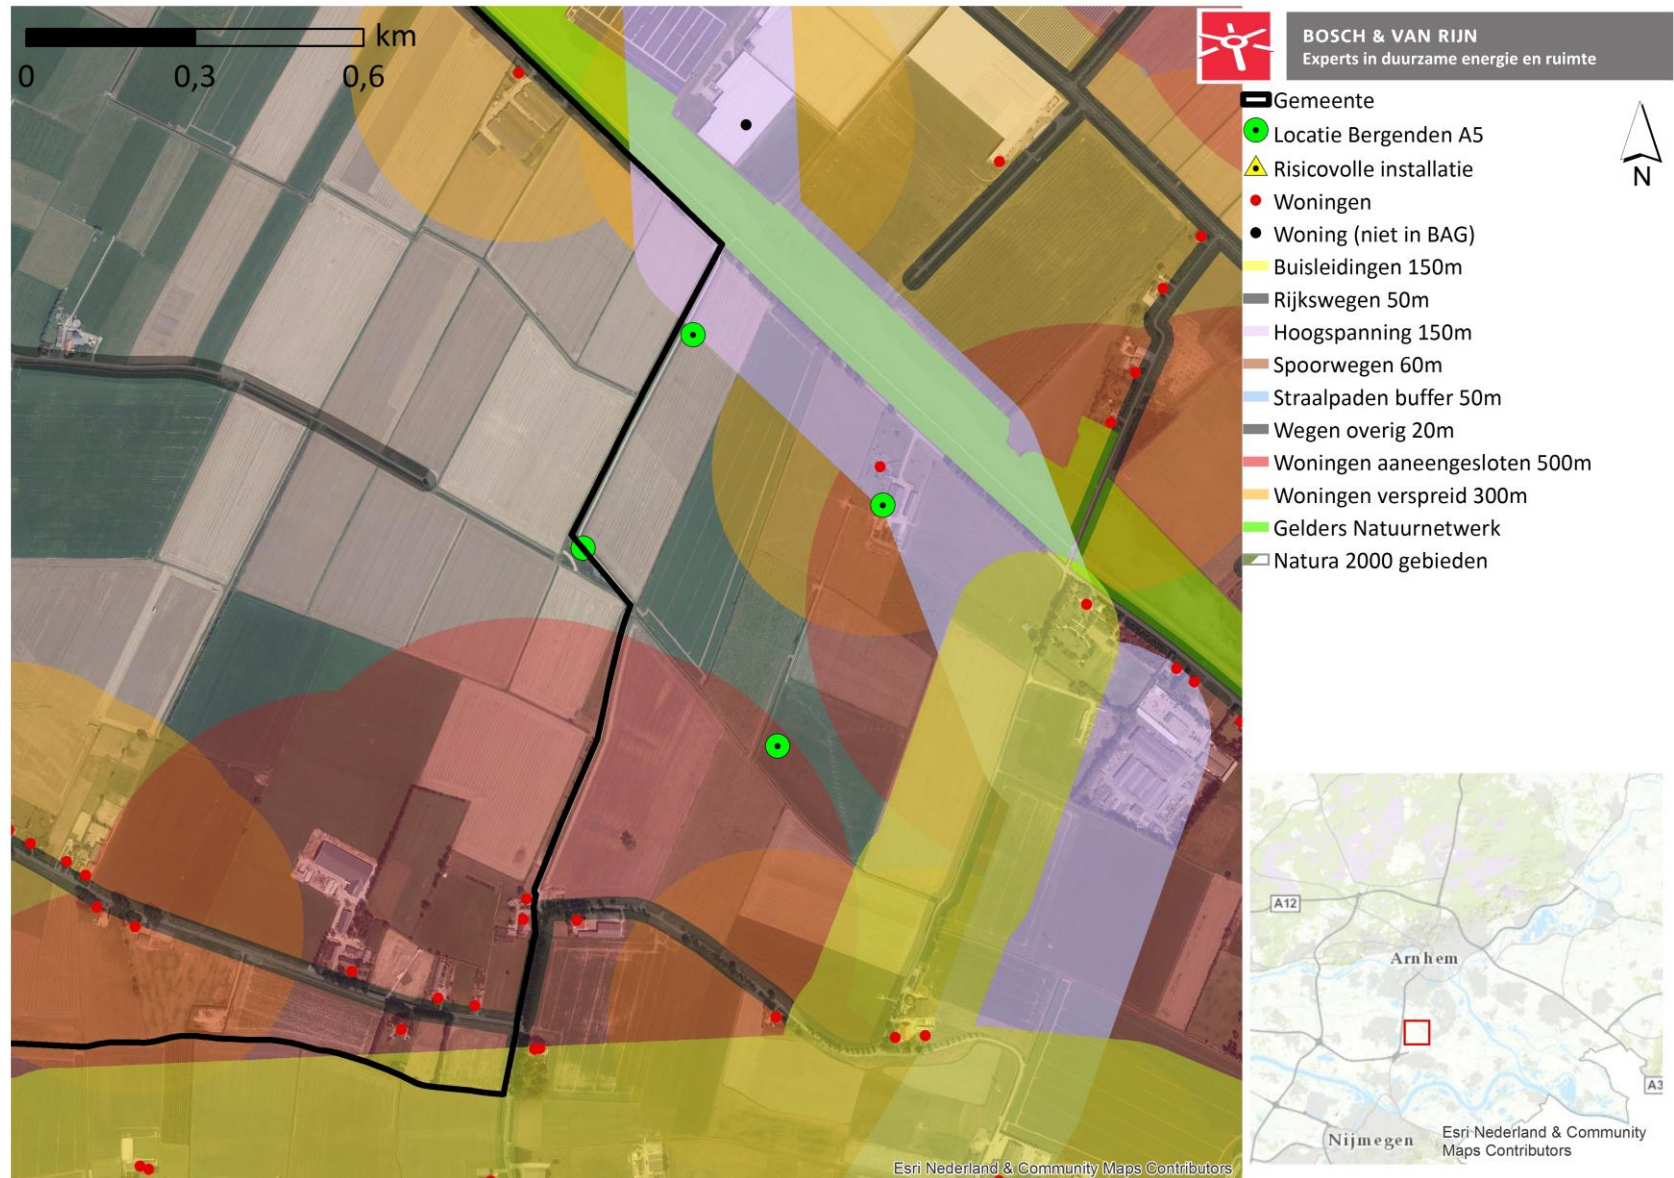 km
0 0,3 0,6
BOSCH & VAN RIJN
Experts in duurzame energie en ruimte
Gemeente
Locatie Bergenden A5
Risicovolle installatie
Woningen
Woning (niet in BAG)
Buisleidingen 150m
Rijkswegen 50m
Hoogspanning 150m
Spoorwegen 60m
Straalpaden buffer 50m
Wegen overig 20m
Woningen aaneengesloten 500m
Woningen verspreid 300m
Gelders Natuurnetwerk
Natura 2000 gebieden
N
A12
Arnhem
A3
Nijmegen
Esri Nederland & Community
Maps Contributors
Esri Nederland & Community Maps Contributors